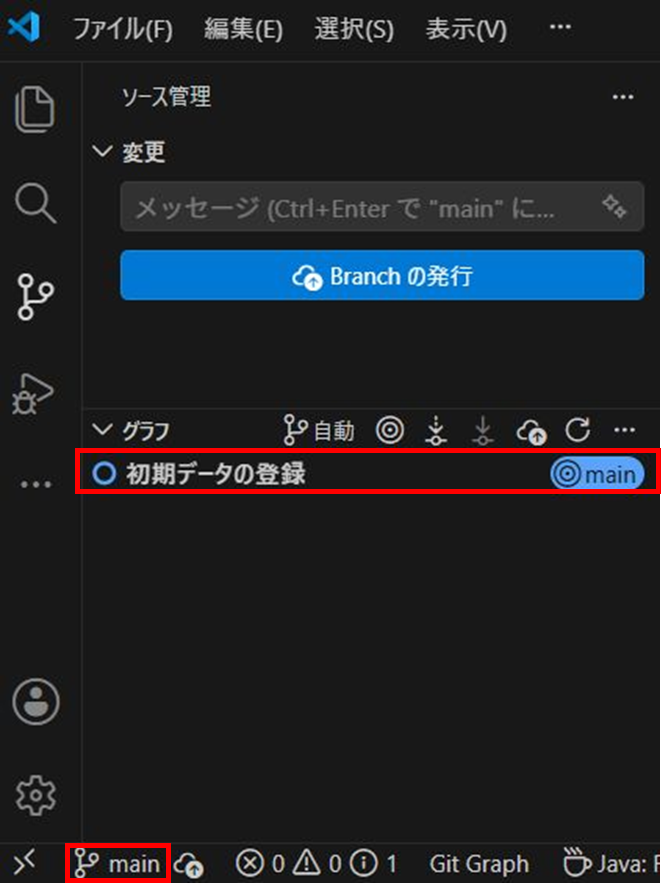 ファイル(F) 編集(E) 選択(S) 表示(V) ···
ソース管理 ···
変更
メッセージ (Ctrl+Enter で "main" に...
Branch の発行
グラフ 自動 ···
初期データの登録 main
main 0 0 1 Git Graph Java: